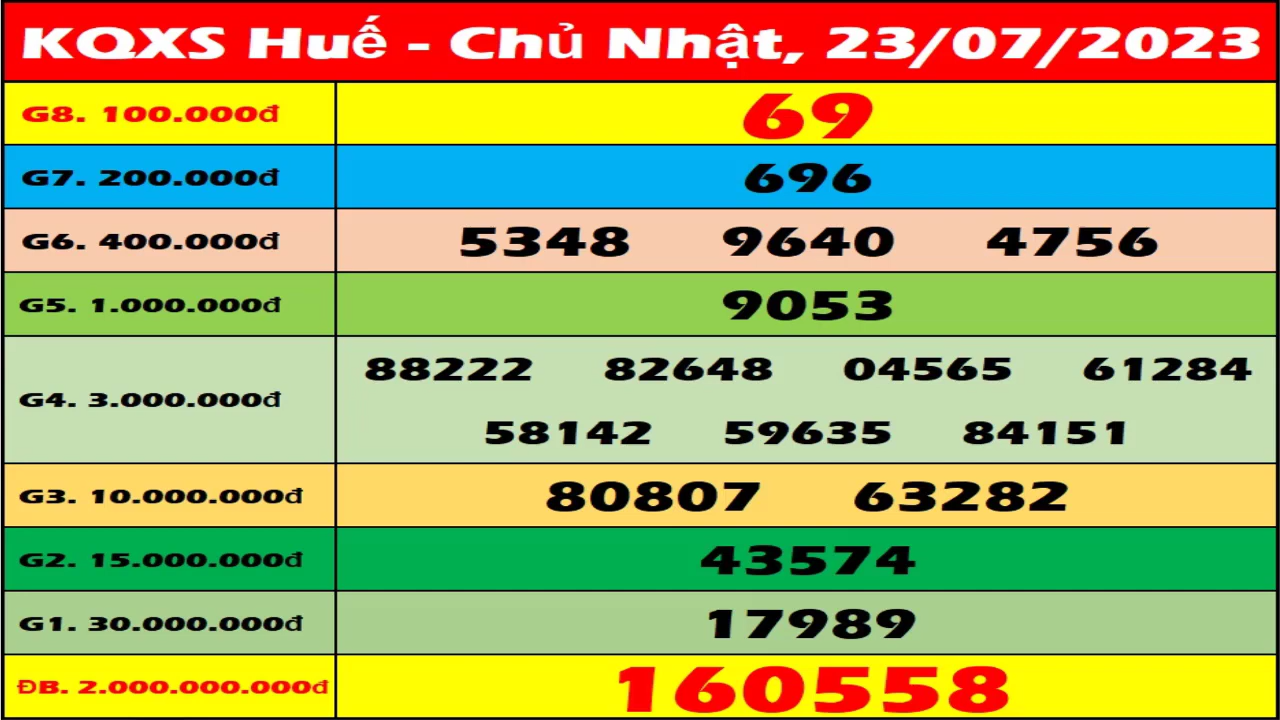 KQXS Huế - Chủ Nhật, 23/07/2023
G8. 100.000đ 69
G7. 200.000đ 696
G6. 400.000đ 5348 9640 4756
G5. 1.000.000đ 9053
88222 82648 04565 61284
G4. 3.000.000đ
58142 59635 84151
G3. 10.000.000đ 80807 63282
G2. 15.000.000đ 43574
G1. 30.000.000đ 17989
ĐB. 2.000.000.000đ 160558